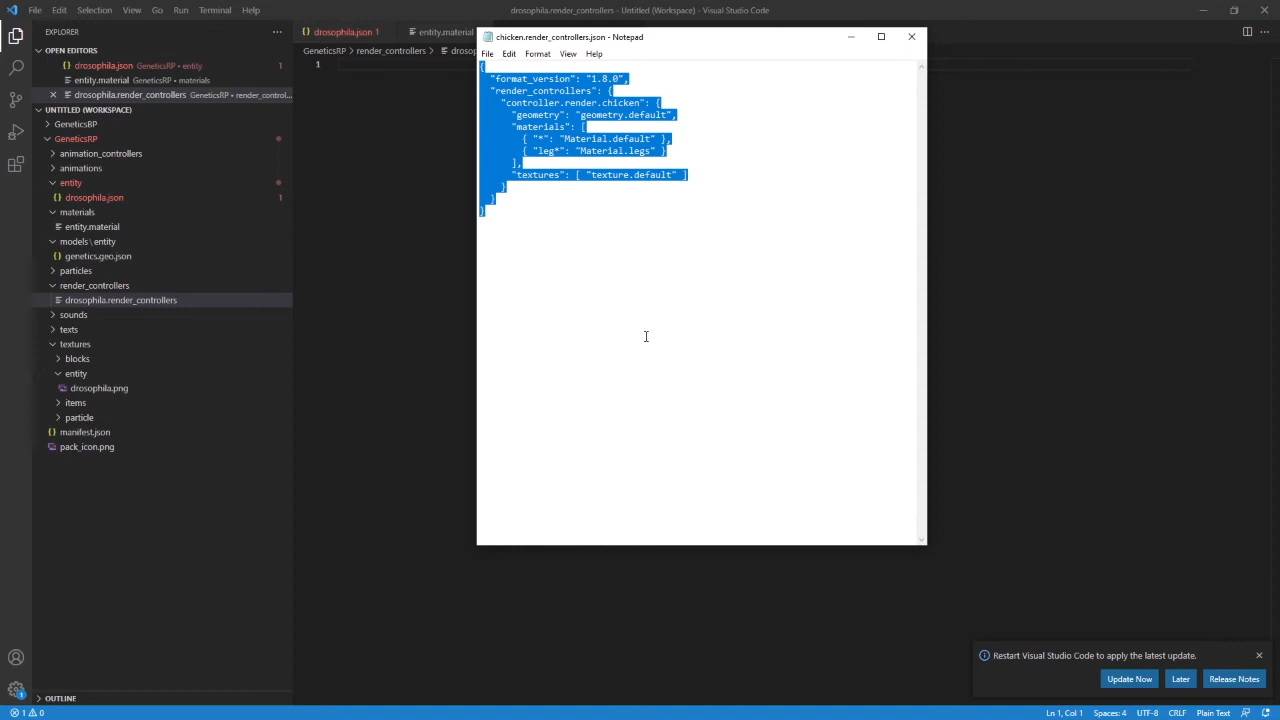 File Edit Selection View Go Run Terminal Help
drosophila.render_controllers - Untitled (Workspace) - Visual Studio Code
EXPLORER
OPEN EDITORS
drosophila.json GeneticsRP • entity 1
entity.material GeneticsRP • materials
drosophila.render_controllers GeneticsRP • render_control...
UNTITLED (WORKSPACE)
GeneticsBP
GeneticsRP
animation_controllers
animations
entity
drosophila.json 1
materials
entity.material
models \ entity
genetics.geo.json
particles
render_controllers
drosophila.render_controllers
sounds
texts
textures
blocks
entity
drosophila.png
items
particle
manifest.json
pack_icon.png
OUTLINE
drosophila.json 1
entity.material
GeneticsRP > render_controllers >
1
chicken.render_controllers.json - Notepad
File Edit Format View Help
{
"format_version": "1.8.0",
"render_controllers": {
"controller.render.chicken": {
"geometry": "geometry.default",
"materials": [
{ "*": "Material.default" },
{ "leg*": "Material.legs" }
],
"textures": [ "texture.default" ]
}
}
}
Restart Visual Studio Code to apply the latest update.
Update Now Later Release Notes
1 0
Ln 1, Col 1 Spaces: 4 UTF-8 CRLF Plain Text